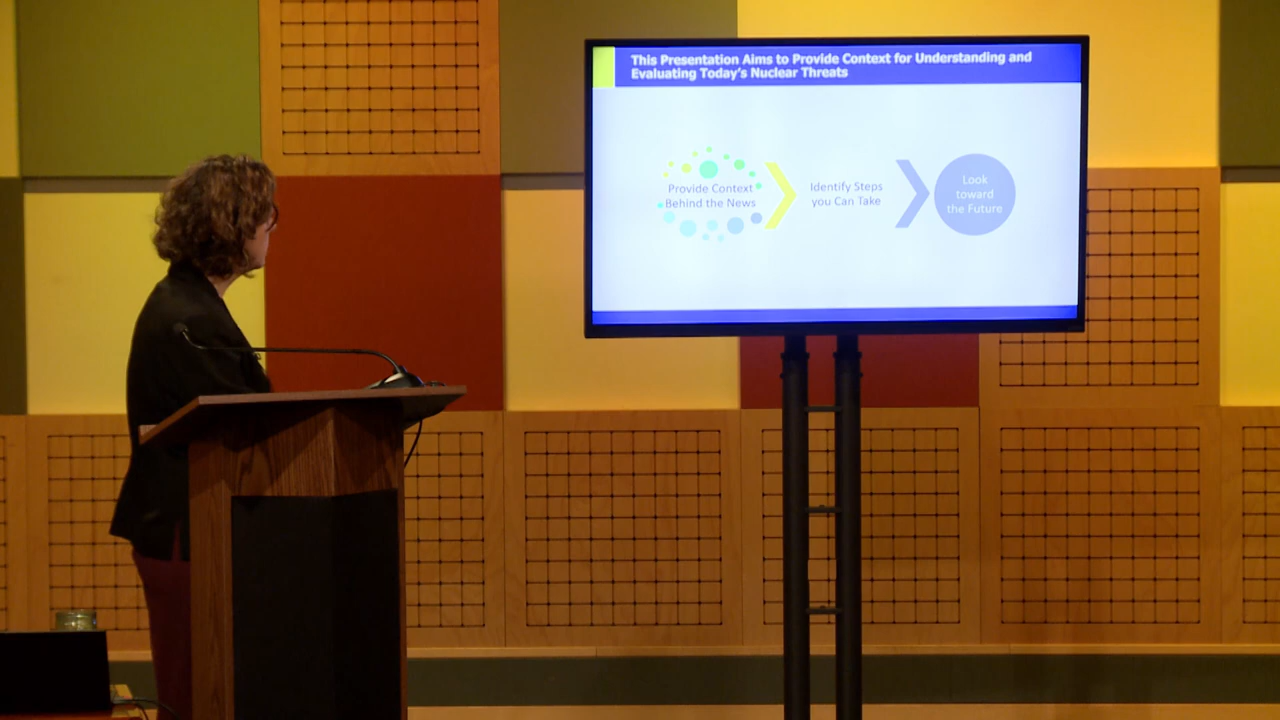 This Presentation Aims to Provide Context for Understanding and
Evaluating Today's Nuclear Threats
Provide Context
Behind the News
Identify Steps
you Can Take
Look
toward
the Future